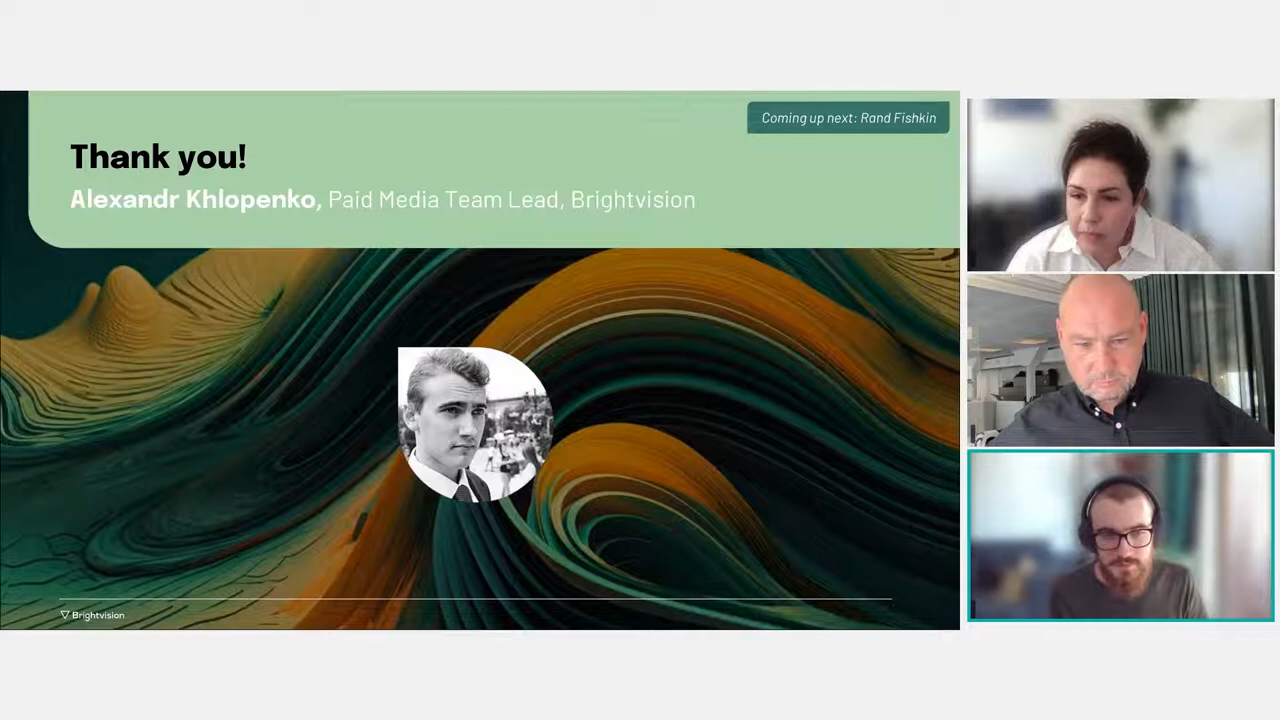 Coming up next: Rand Fishkin
Thank you!
Alexandr Khlopenko, Paid Media Team Lead, Brightvision
Brightvision